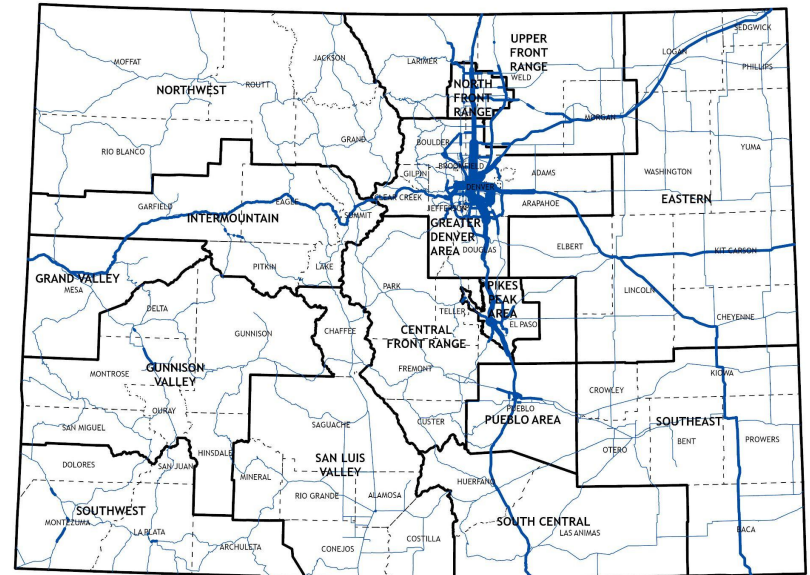 SEDGWICK
UPPER
FRONT
RANGE
LOGAN
JACKSON
LARIMER
MOFFAT
PHILLIPS
WELD
ROUTT
NORTHWEST
NORTH
FRONT
RANGE
MORGAN
GRAND
BOULDER
YUMA
RIO BLANCO
BROOMFIELD
GILPIN
ADAMS
WASHINGTON
DENVER
CLEAR CREEK
EASTERN
GARFIELD
EAGLE
ARAPAHOE
JEFFERSON
SUMMIT
INTERMOUNTAIN
GREATER
DENVER
AREA
DOUGLAS
ELBERT
KIT CARSON
PITKIN
LAKE
GRAND VALLEY
MESA
PARK
PIKES
PEAK
AREA
LINCOLN
DELTA
TELLER
CHEYENNE
EL PASO
GUNNISON
CHAFFEE
CENTRAL
FRONT RANGE
GUNNISON
VALLEY
MONTROSE
FREMONT
KIOWA
CROWLEY
OURAY
PUEBLO
PUEBLO AREA
SAN MIGUEL
SAGUACHE
CUSTER
SOUTHEAST
BENT
PROWERS
OTERO
HINSDALE
SAN LUIS
VALLEY
DOLORES
SAN JUAN
MINERAL
HUERFANO
RIO GRANDE
ALAMOSA
SOUTHWEST
MONTEZUMA
SOUTH CENTRAL
LA PLATA
LAS ANIMAS
BACA
COSTILLA
ARCHULETA
CONEJOS